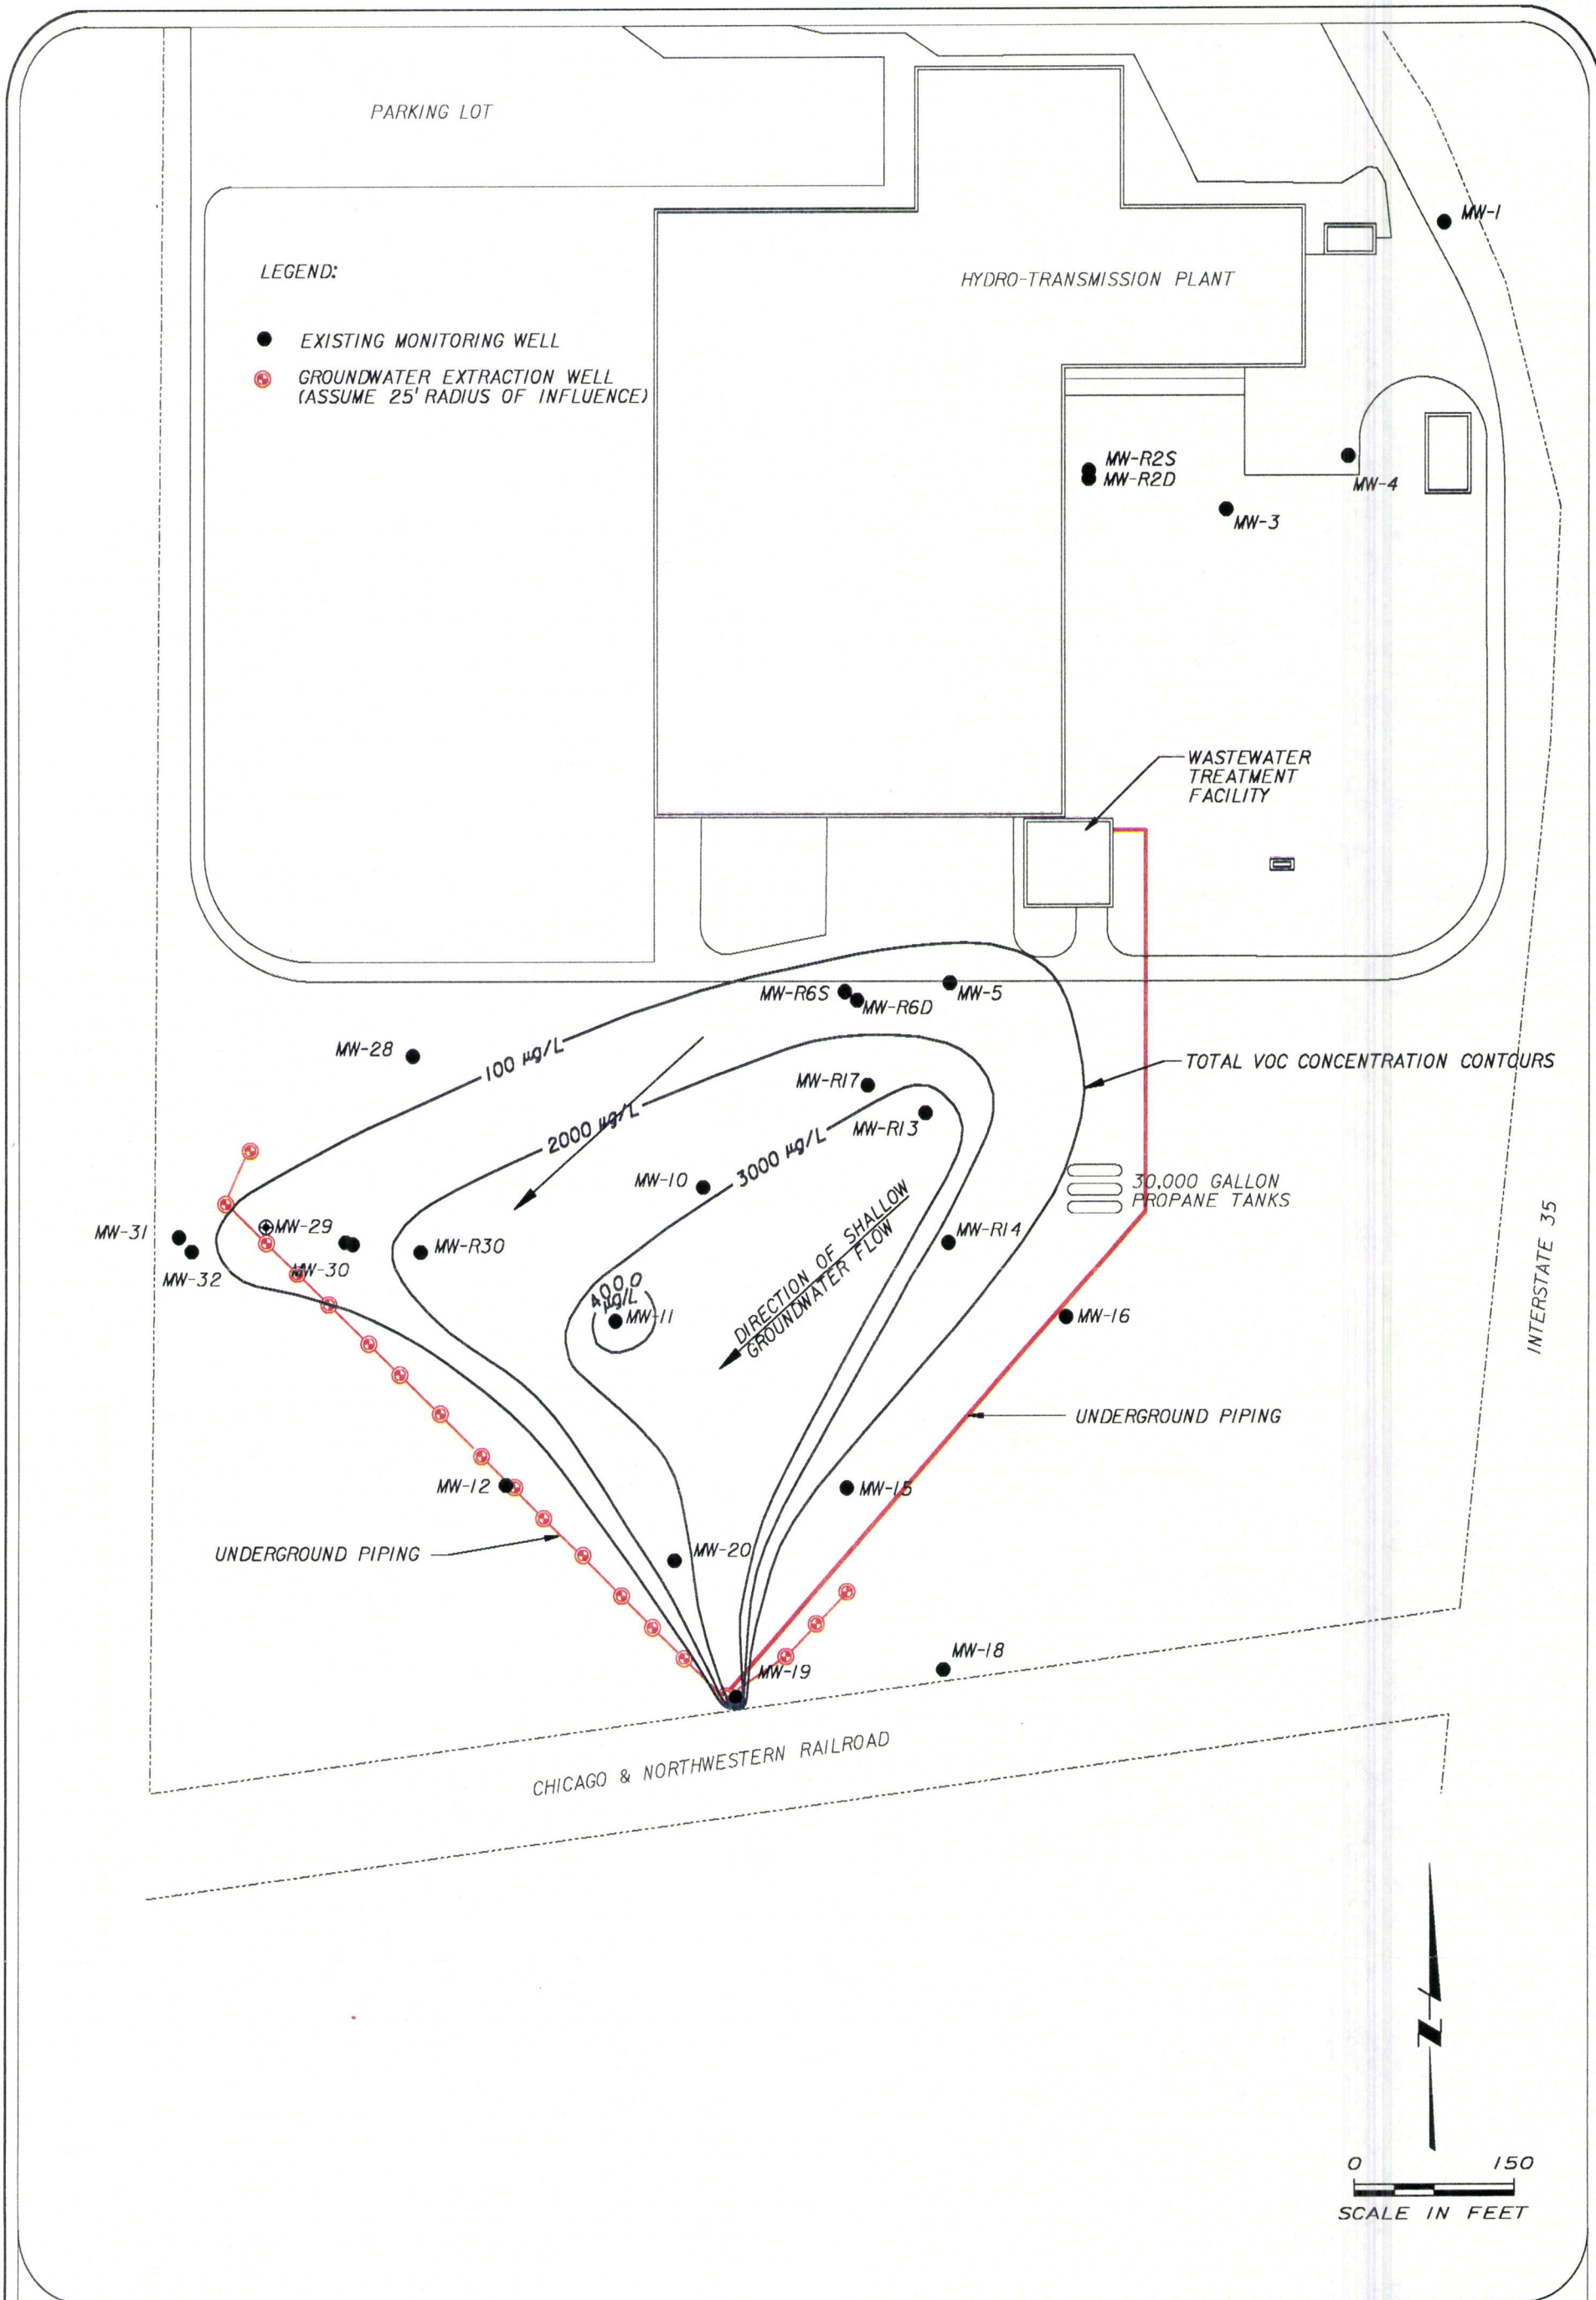 PARKING LOT
MW-1
LEGEND:
HYDRO-TRANSMISSION PLANT
EXISTING MONITORING WELL
GROUNDWATER EXTRACTION WELL
(ASSUME 25' RADIUS OF INFLUENCE)
MW-R2S
MW-R2D
MW-4
MW-3
WASTEWATER
TREATMENT
FACILITY
MW-R6S
MW-5
MW-R6D
MW-28
100 µg/L
TOTAL VOC CONCENTRATION CONTOURS
MW-R17
2000 µg/L
MW-R13
3000 µg/L
MW-10
30,000 GALLON
PROPANE TANKS
MW-31
MW-29
MW-R14
MW-32
MW-30
MW-R30
DIRECTION OF SHALLOW
GROUNDWATER FLOW
4000
µg/L
MW-11
MW-16
INTERSTATE 35
UNDERGROUND PIPING
MW-12
MW-15
UNDERGROUND PIPING
MW-20
MW-19
MW-18
CHICAGO & NORTHWESTERN RAILROAD
N
0 150
SCALE IN FEET